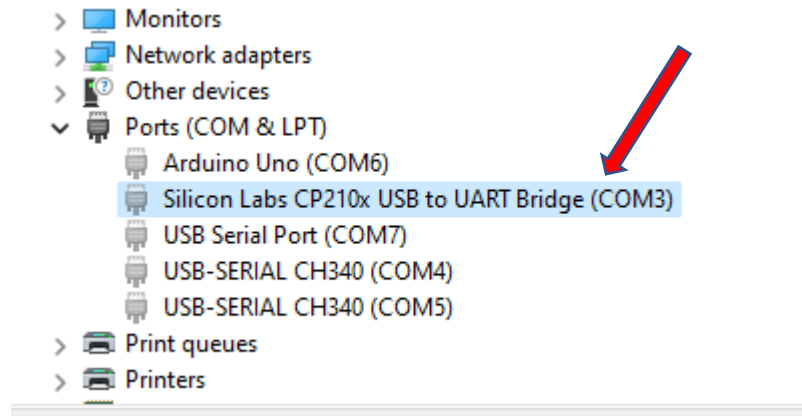 Monitors
Network adapters
Other devices
Ports (COM & LPT)
Arduino Uno (COM6)
Silicon Labs CP210x USB to UART Bridge (COM3)
USB Serial Port (COM7)
USB-SERIAL CH340 (COM4)
USB-SERIAL CH340 (COM5)
Print queues
Printers